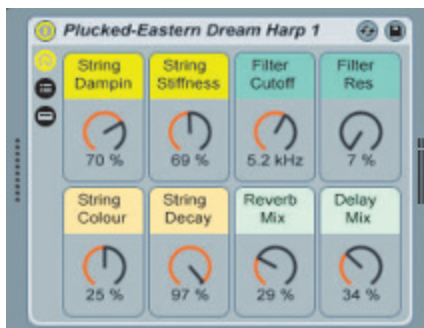 Plucked-Eastern Dream Harp 1
String Dampin
String Stiffness
Filter Cutoff
Filter Res
70 %
69 %
5.2 kHz
7 %
String Colour
String Decay
Reverb Mix
Delay Mix
25 %
97 %
29 %
34 %